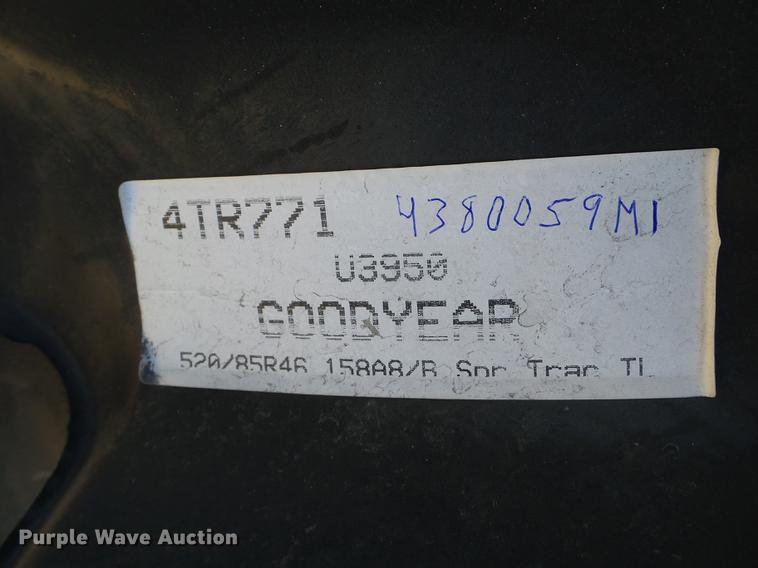 4TR771 4380059M1
U3950
GOODYEAR
520/85R46 158A8/B Spr Trac TL
Purple Wave Auction